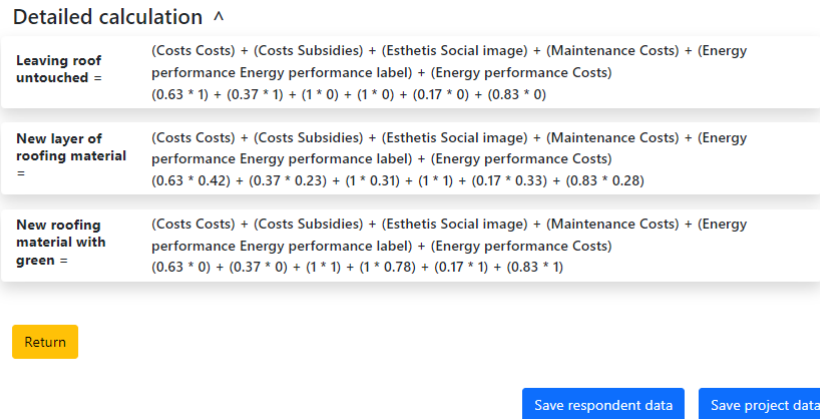 Detailed calculation ^
Leaving roof
untouched =
(Costs Costs) + (Costs Subsidies) + (Esthetis Social image) + (Maintenance Costs) + (Energy
performance Energy performance label) + (Energy performance Costs)
(0.63 * 1) + (0.37 * 1) + (1 * 0) + (1 * 0) + (0.17 * 0) + (0.83 * 0)
New layer of
roofing material
=
(Costs Costs) + (Costs Subsidies) + (Esthetis Social image) + (Maintenance Costs) + (Energy
performance Energy performance label) + (Energy performance Costs)
(0.63 * 0.42) + (0.37 * 0.23) + (1 * 0.31) + (1 * 1) + (0.17 * 0.33) + (0.83 * 0.28)
New roofing
material with
green =
(Costs Costs) + (Costs Subsidies) + (Esthetis Social image) + (Maintenance Costs) + (Energy
performance Energy performance label) + (Energy performance Costs)
(0.63 * 0) + (0.37 * 0) + (1 * 1) + (1 * 0.78) + (0.17 * 1) + (0.83 * 1)
Return
Save respondent data
Save project data